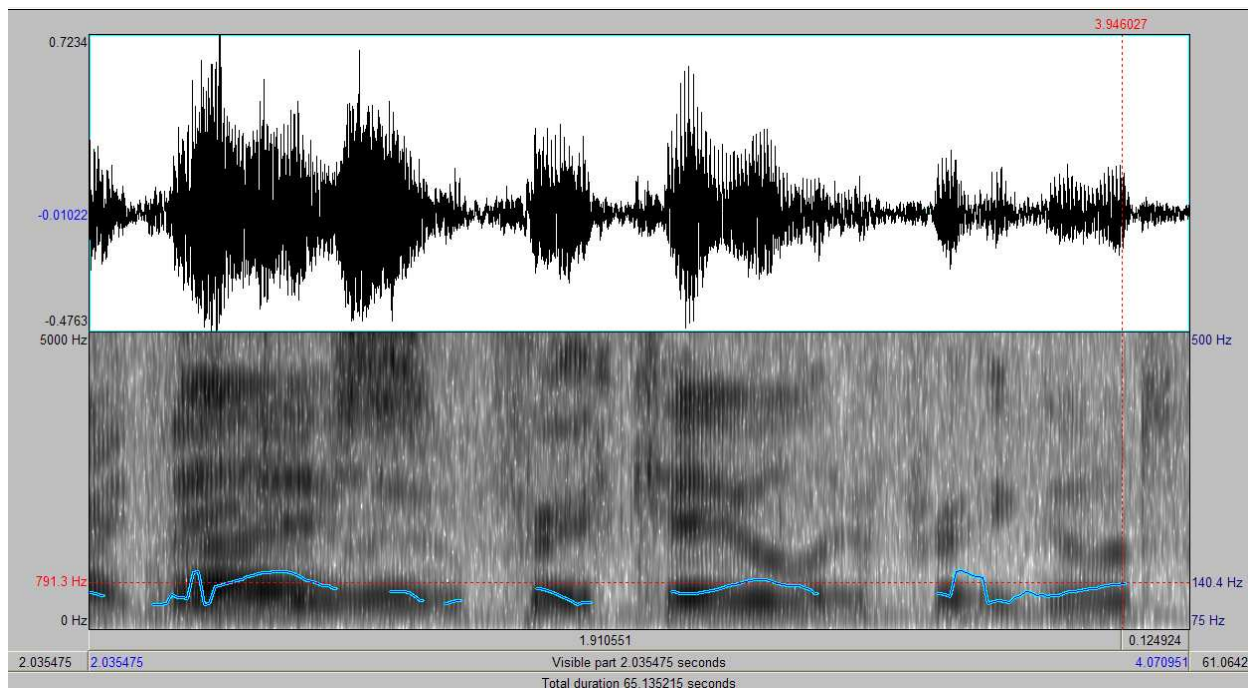 3.946027
0.7234
-0.01022
-0.4763
5000 Hz 500 Hz
791.3 Hz 140.4 Hz
0 Hz 75 Hz
1.910551 0.124924
2.035475 2.035475 Visible part 2.035475 seconds 4.070951 61.0642
Total duration 65.135215 seconds